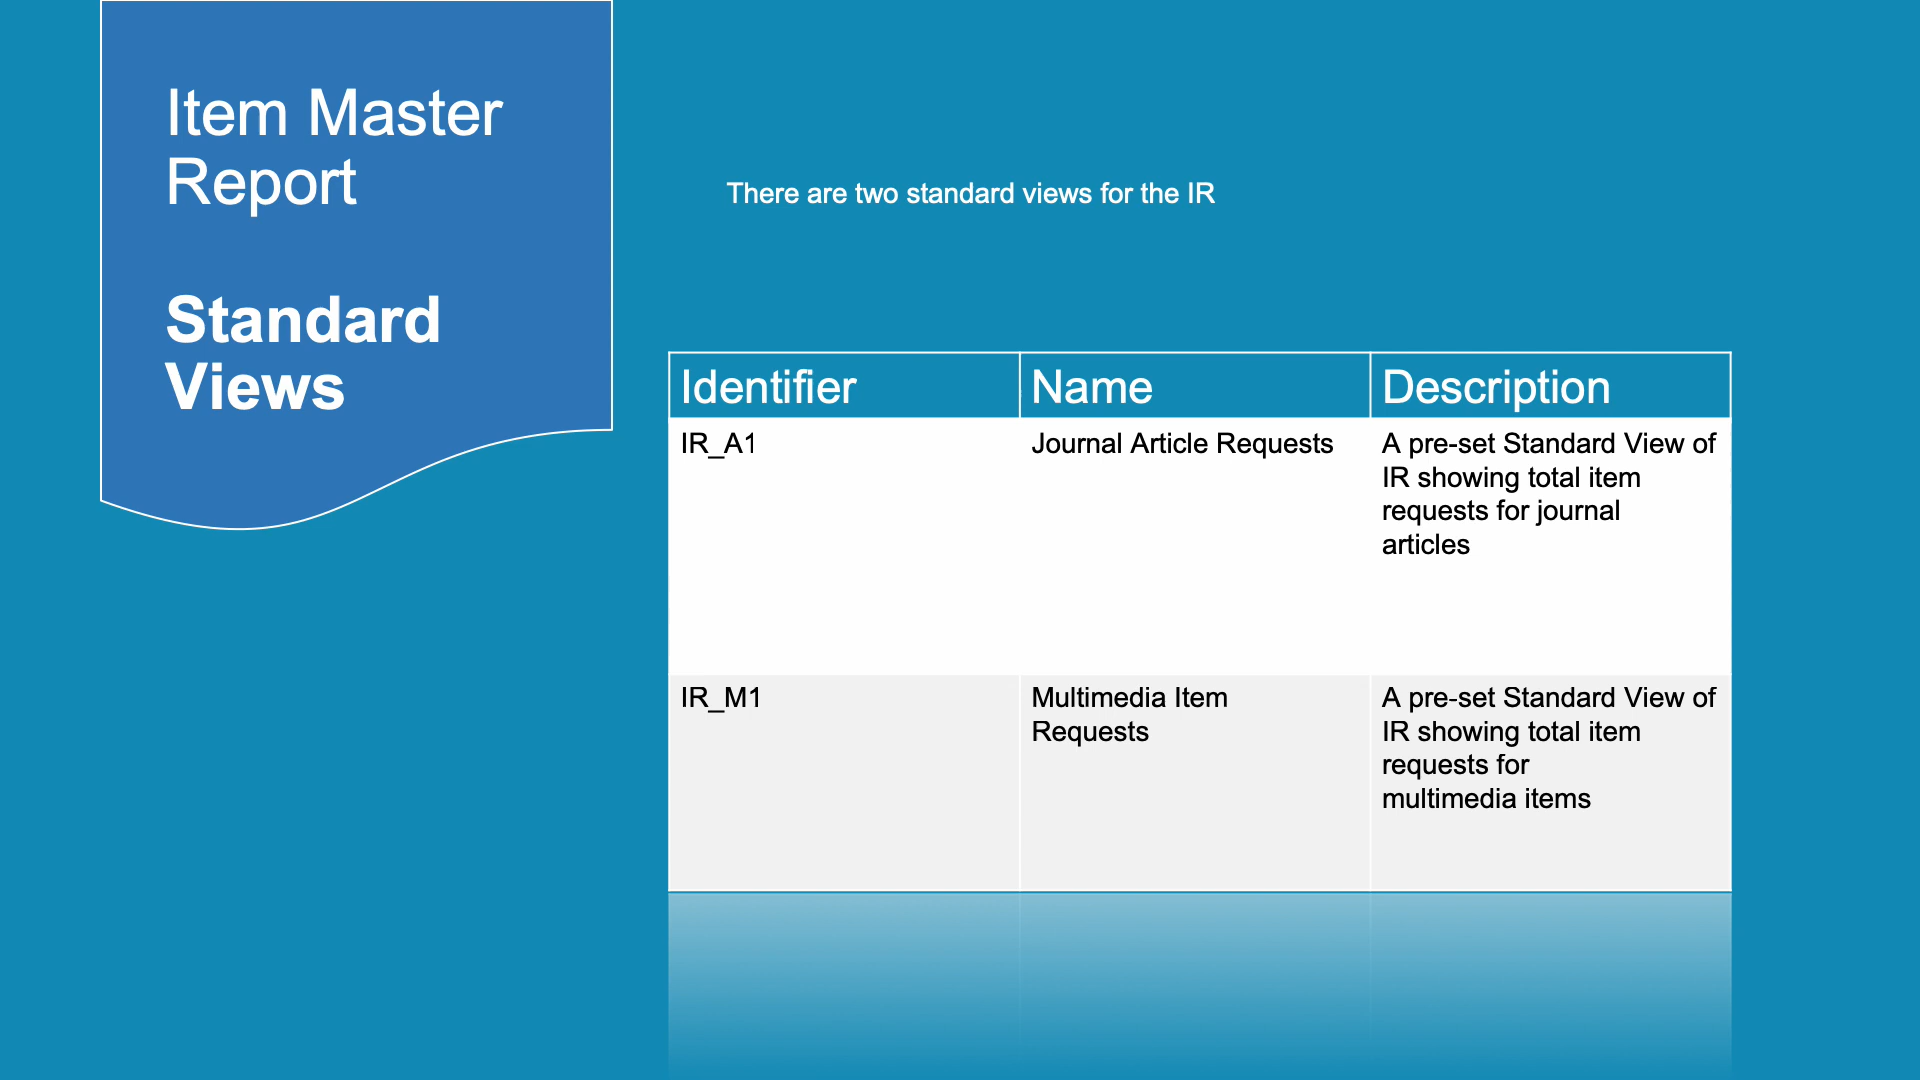 Item Master
Report
Standard
Views
There are two standard views for the IR
Identifier
Name
Description
IR_A1
Journal Article Requests
A pre-set Standard View of
IR showing total item
requests for journal
articles
IR_M1
Multimedia Item
Requests
A pre-set Standard View of
IR showing total item
requests for
multimedia items